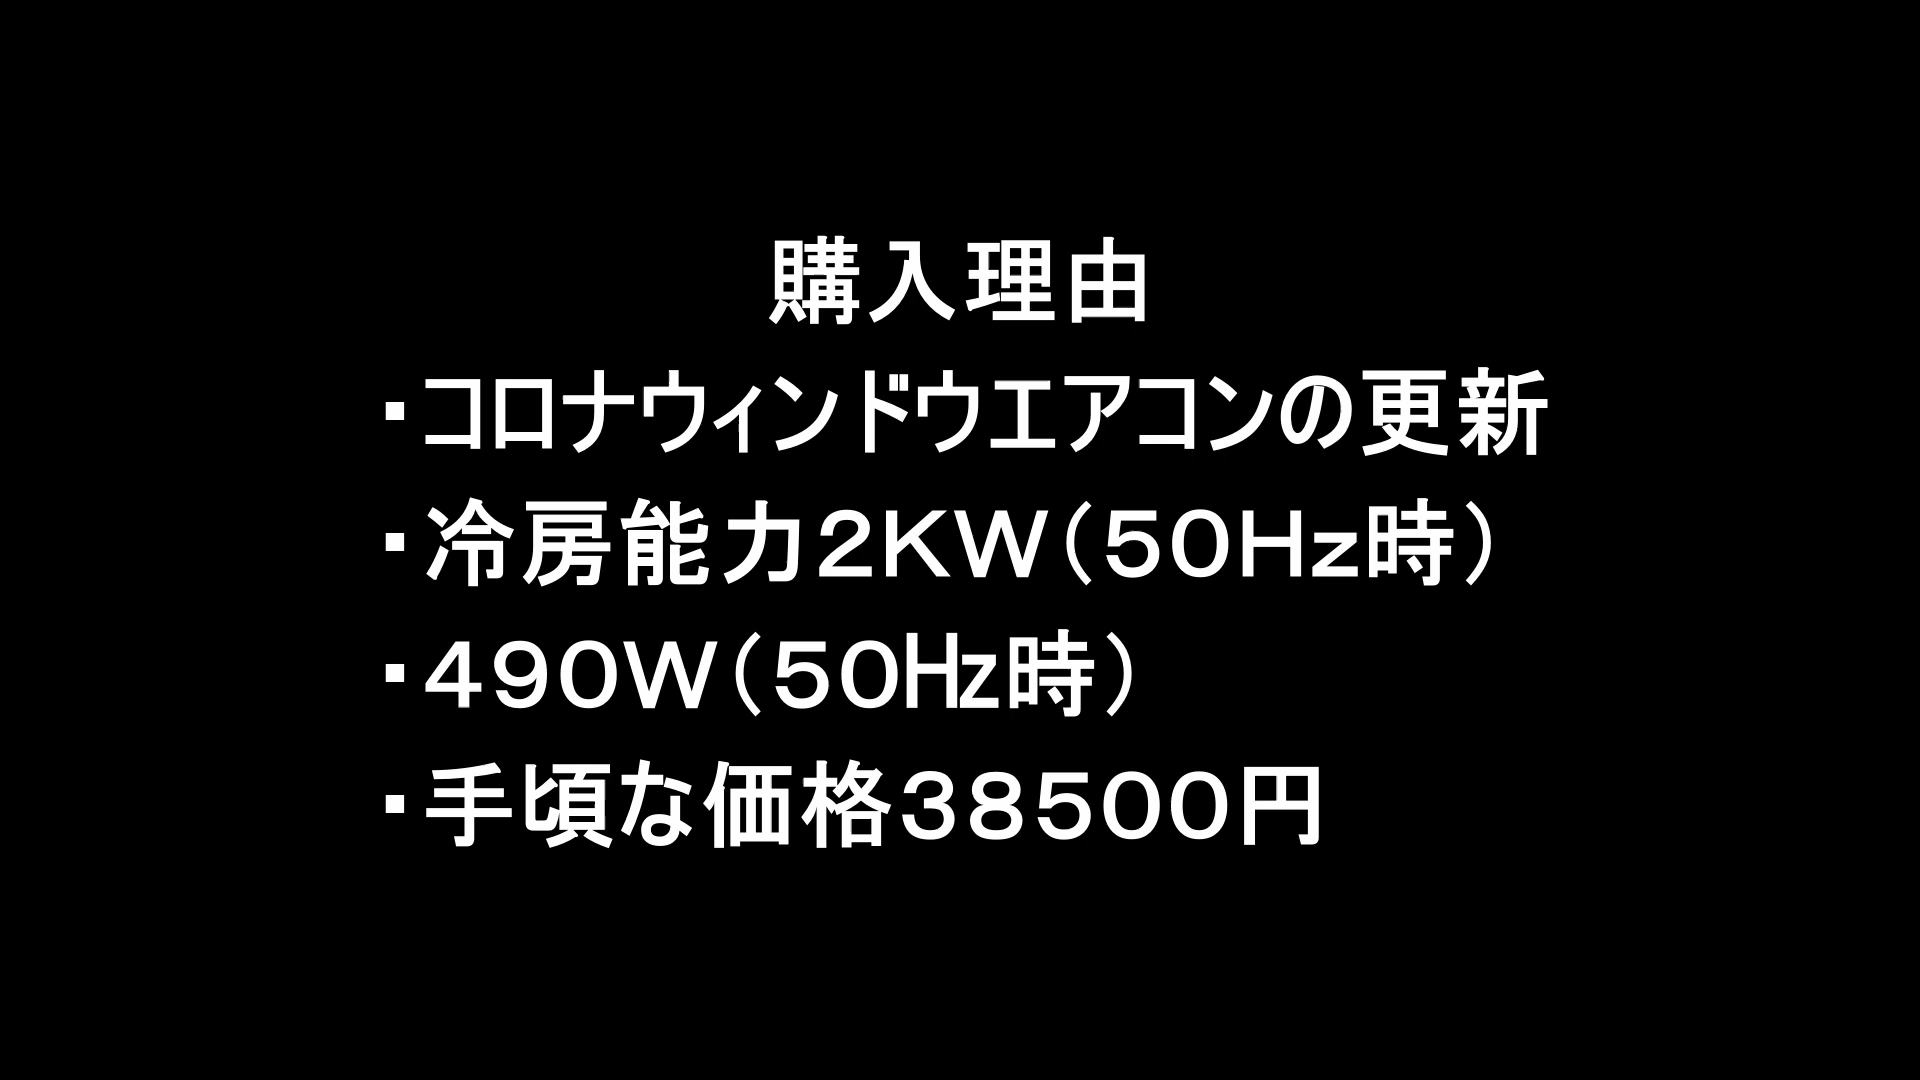 購入理由
・コロナウィンドウエアコンの更新
・冷房能力２ＫＷ（５０Ｈｚ時）
・４９０Ｗ（５０㎐時）
・手頃な価格３８５００円